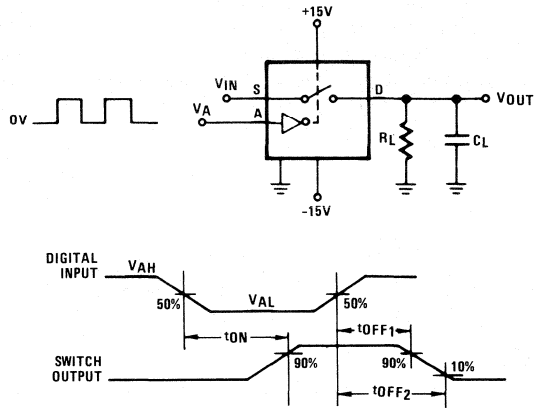 +15V
VIN S D VOUT
VA A
0V
RL CL
-15V
DIGITAL INPUT
VAH
50% VAL 50%
tON tOFF1
SWITCH OUTPUT
90% 90% 10%
tOFF2